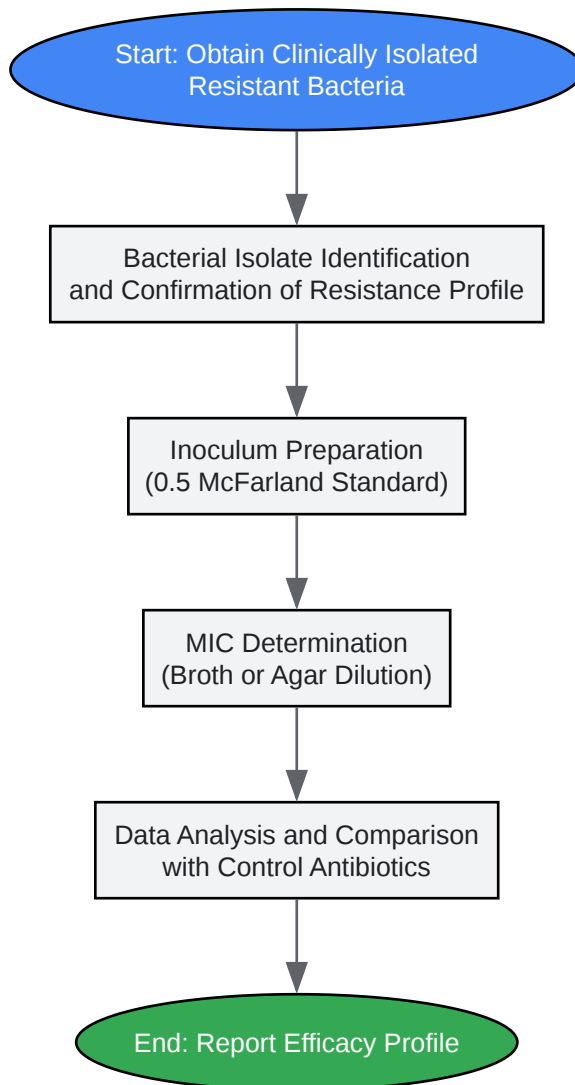 Start: Obtain Clinically Isolated
Resistant Bacteria
Bacterial Isolate Identification
and Confirmation of Resistance Profile
Inoculum Preparation
(0.5 McFarland Standard)
MIC Determination
(Broth or Agar Dilution)
Data Analysis and Comparison
with Control Antibiotics
End: Report Efficacy Profile